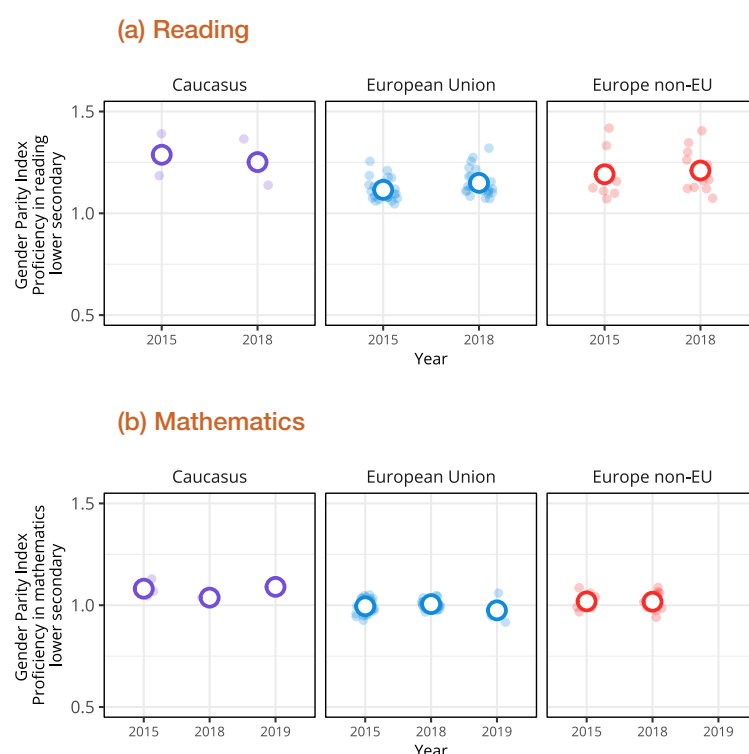 (a) Reading
Caucasus
European Union
Europe non-EU
Gender Parity Index
Proficiency in reading
lower secondary
1.5
1.0
0.5
2015
2018
2015
2018
2015
2018
Year
(b) Mathematics
Caucasus
European Union
Europe non-EU
Gender Parity Index
Proficiency in mathematics
lower secondary
1.5
1.0
0.5
2015
2018
2019
2015
2018
2019
2015
2018
2019
Year